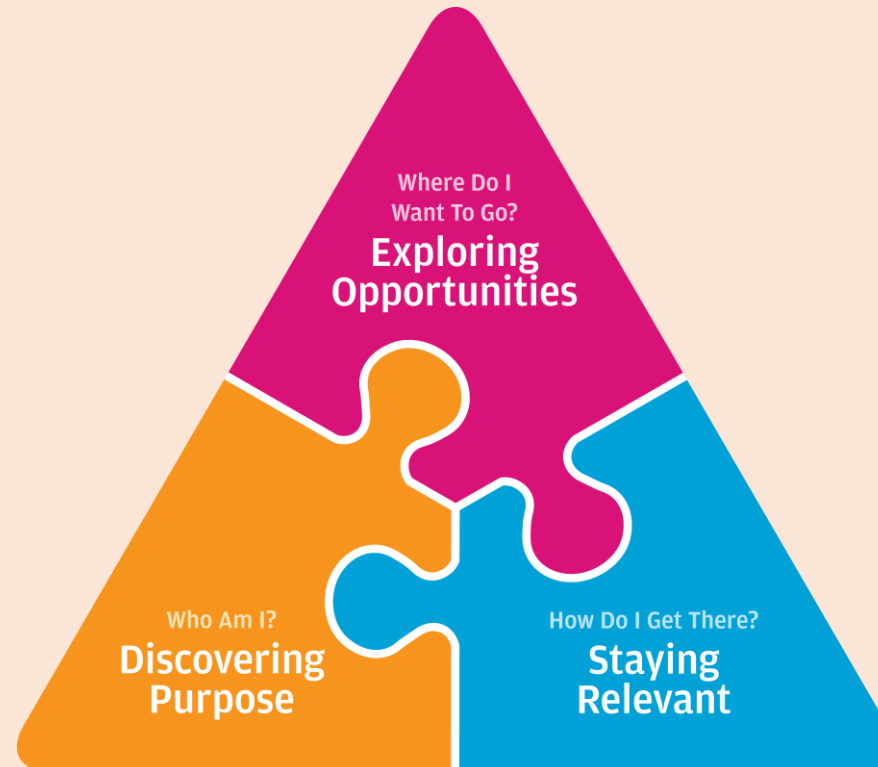 Where Do I
Want To Go?
Exploring
Opportunities
Who Am I?
Discovering
Purpose
How Do I Get There?
Staying
Relevant